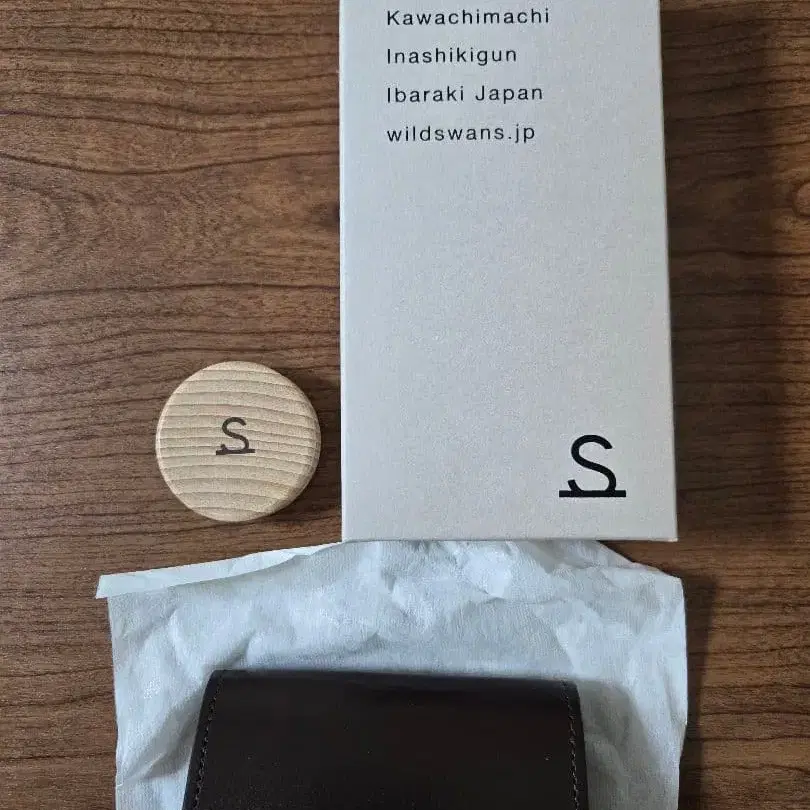 Kawachimachi
Inashikigun
Ibaraki Japan
wildswans.jp
S
S